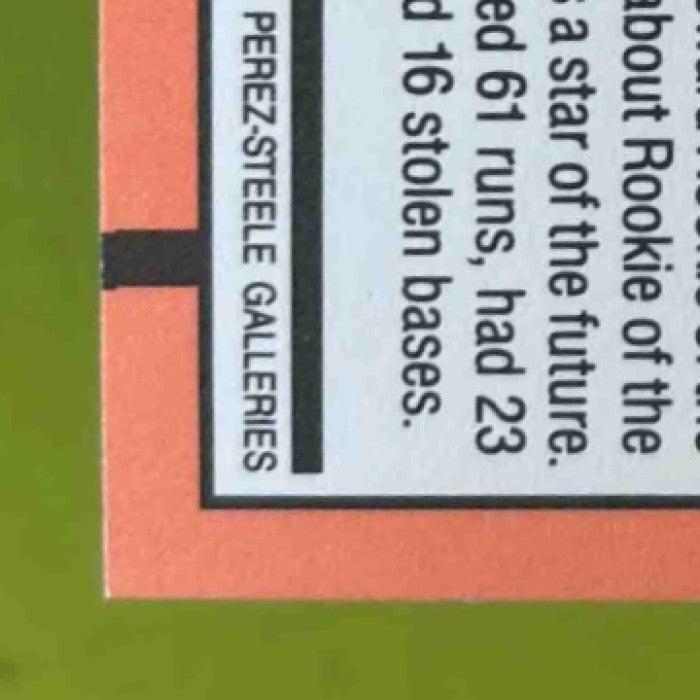 about Rookie of the
s a star of the future.
ed 61 runs, had 23
d 16 stolen bases.
PEREZ-STEELE GALLERIES